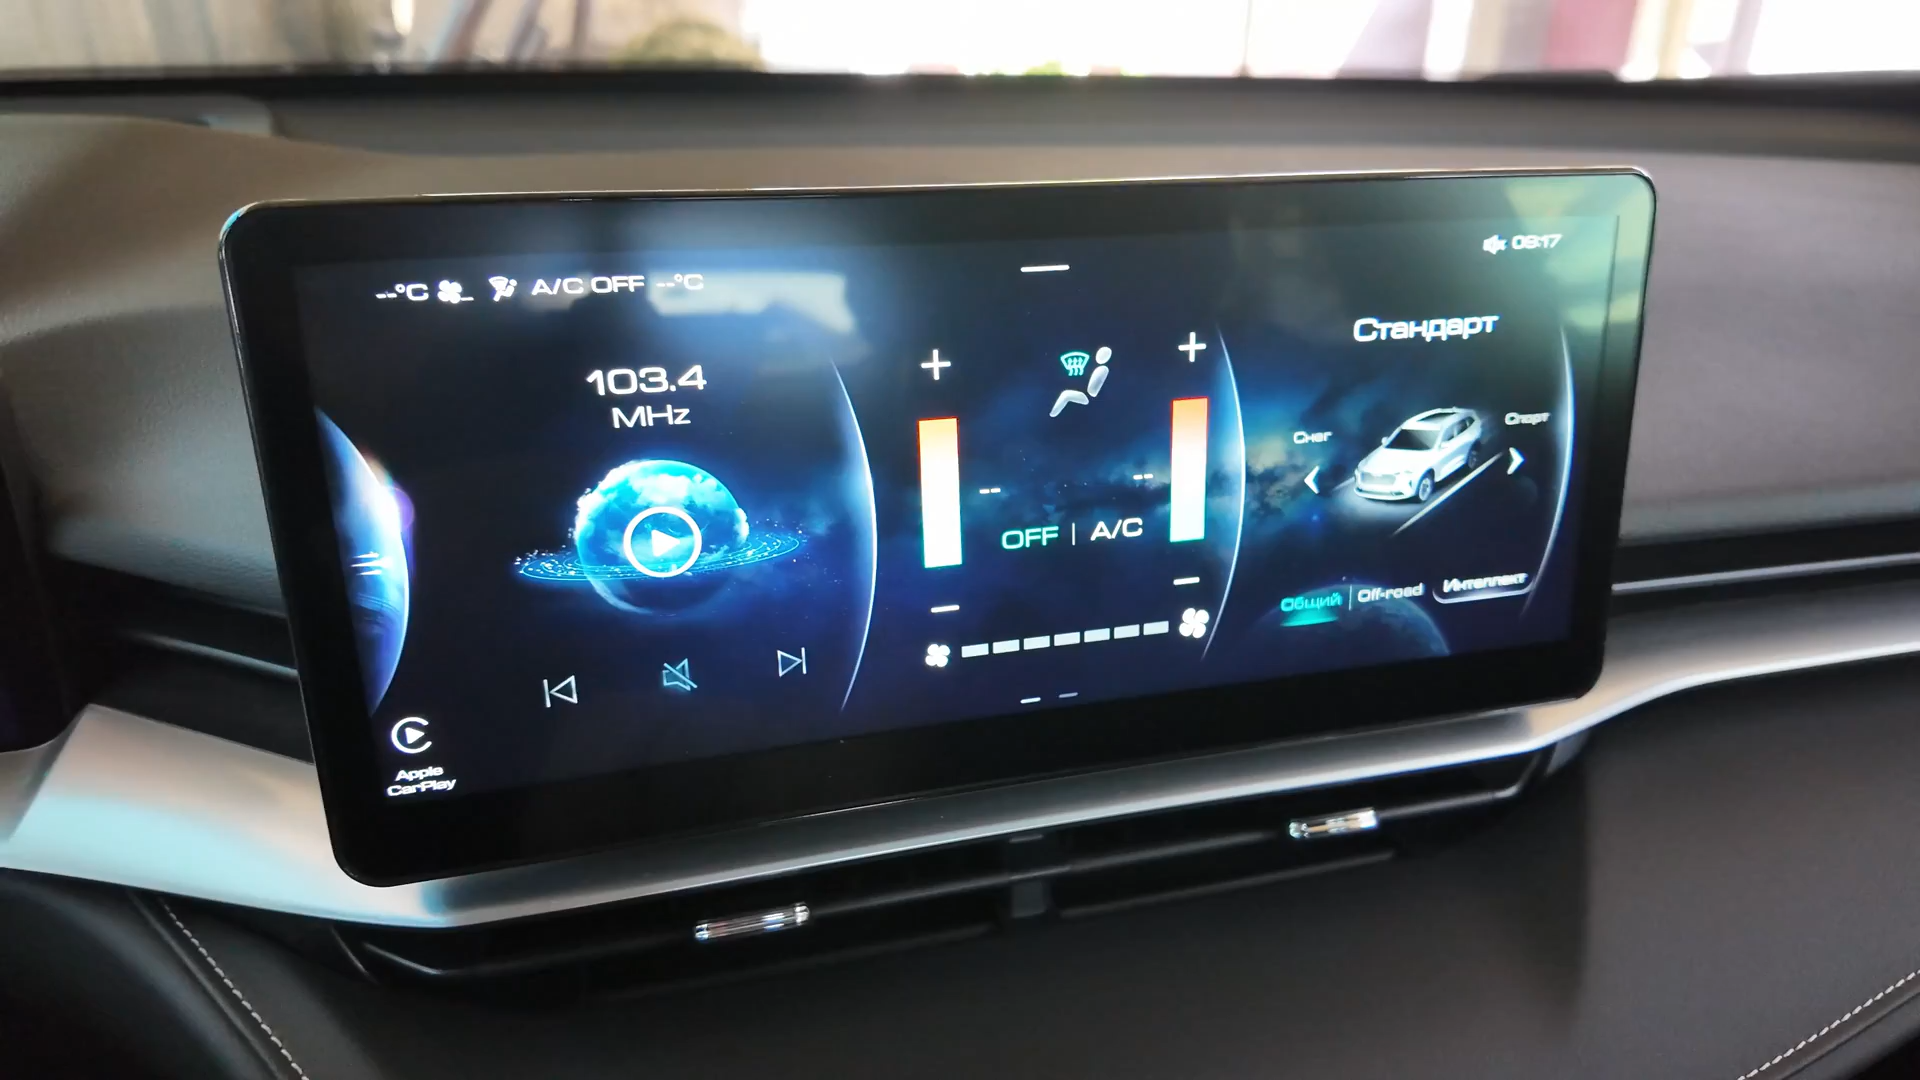 --°C A/C OFF --°C
09:17
103.4
MHz
Стандарт
Снег
Спорт
-- --
OFF | A/C
Общий | Off-road Интеллект
Apple
CarPlay